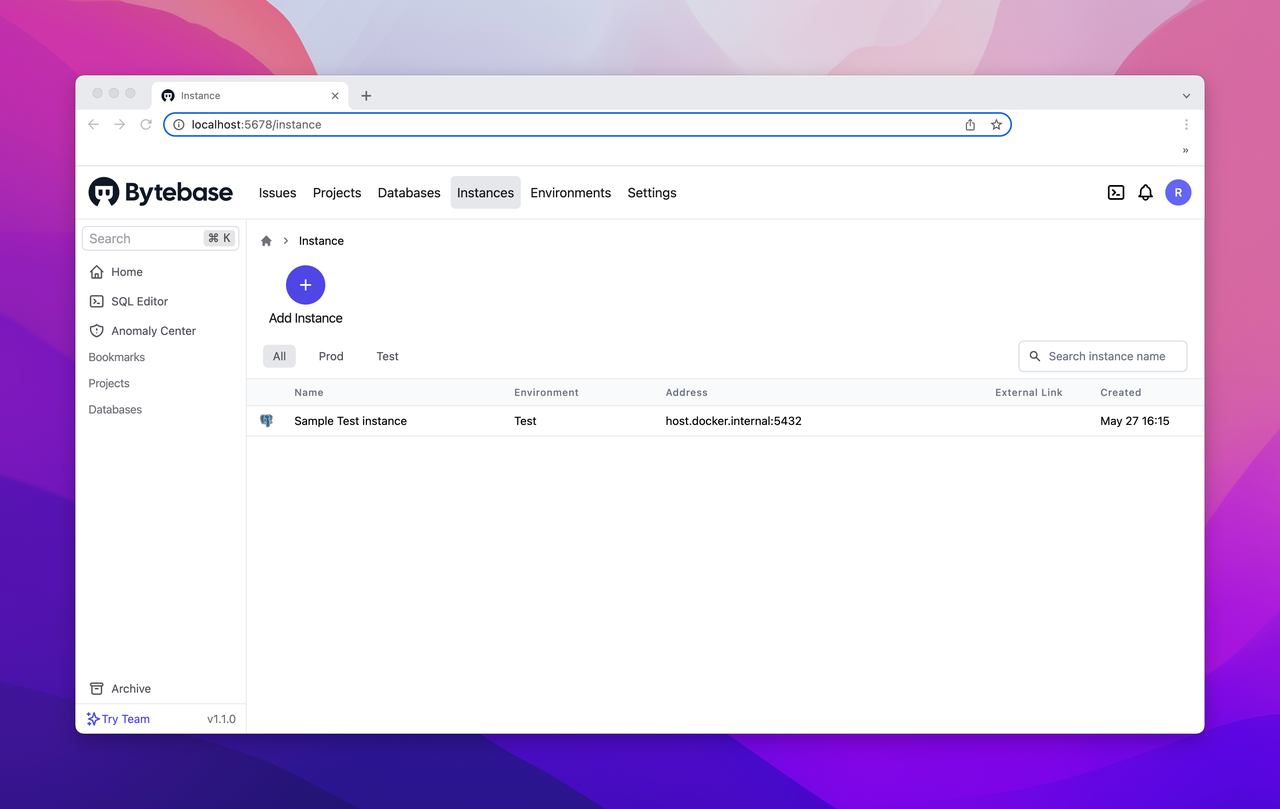 Instance
localhost:5678/instance
»
Bytebase Issues Projects Databases Instances Environments Settings R
Search ⌘ K
Home
SQL Editor
Anomaly Center
Bookmarks
Projects
Databases
Archive
Try Team v1.1.0
Instance
+
Add Instance
All Prod Test Search instance name
Name Environment Address External Link Created
Sample Test instance Test host.docker.internal:5432 May 27 16:15